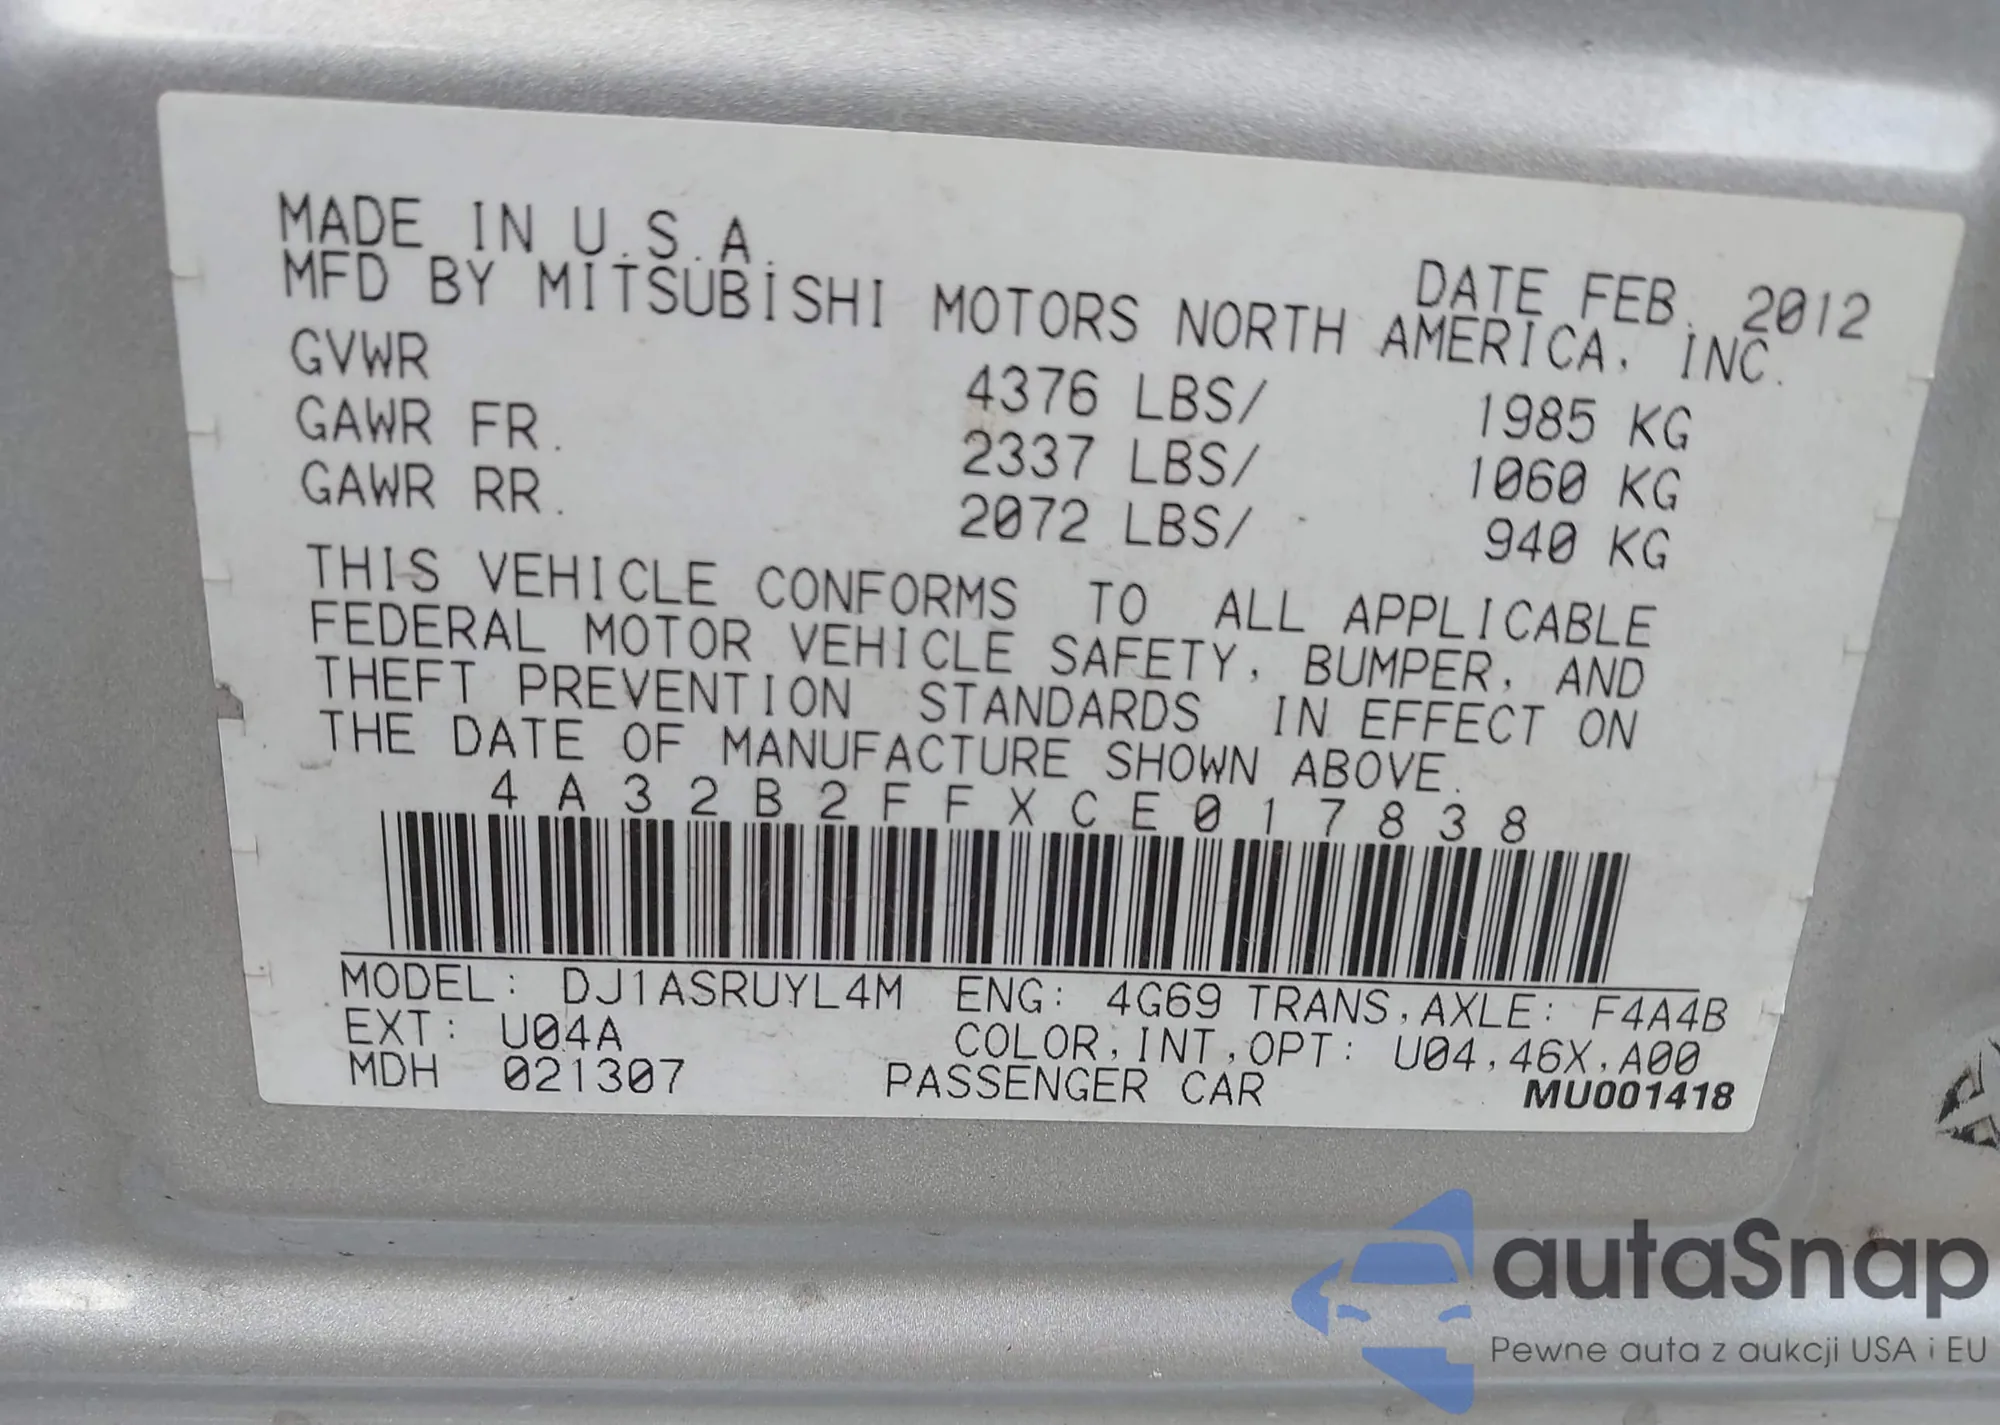 MADE IN U.S.A. DATE FEB. 2012
MFD BY MITSUBISHI MOTORS NORTH AMERICA, INC.
GVWR 4376 LBS/ 1985 KG
GAWR FR. 2337 LBS/ 1060 KG
GAWR RR. 2072 LBS/ 940 KG
THIS VEHICLE CONFORMS TO ALL APPLICABLE
FEDERAL MOTOR VEHICLE SAFETY, BUMPER, AND
THEFT PREVENTION STANDARDS IN EFFECT ON
THE DATE OF MANUFACTURE SHOWN ABOVE.
4A32B2FFXCE017838
MODEL: DJ1ASRUYL4M ENG: 4G69 TRANS,AXLE: F4A4B
EXT: U04A COLOR,INT,OPT: U04,46X,A00
MDH 021307 PASSENGER CAR MU001418
autaSnap
Pewne auta z aukcji USA i EU